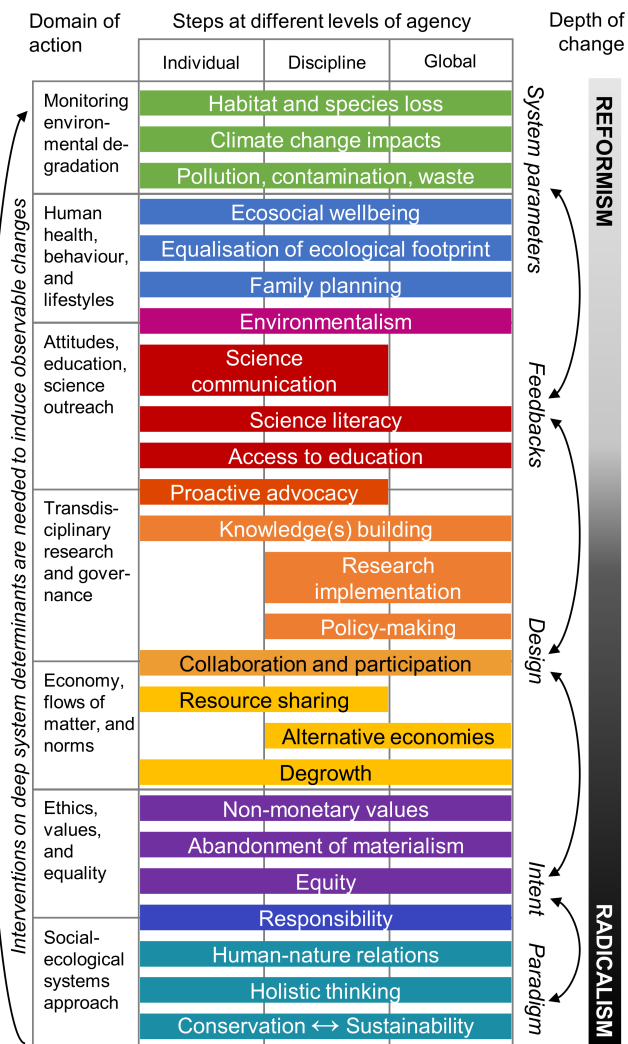 Domain of
action
Steps at different levels of agency
Depth of
change
Individual
Discipline
Global
Monitoring
environ-
mental de-
gradation
Habitat and species loss
Climate change impacts
Pollution, contamination, waste
Human
health,
behaviour,
and
lifestyles
Ecosocial wellbeing
Equalisation of ecological footprint
Family planning
Environmentalism
Attitudes,
education,
science
outreach
Science
communication
Science literacy
Access to education
Proactive advocacy
Transdis-
ciplinary
research
and gover-
nance
Knowledge(s) building
Research
implementation
Policy-making
Collaboration and participation
Economy,
flows of
matter, and
norms
Resource sharing
Alternative economies
Degrowth
Ethics,
values,
and
equality
Non-monetary values
Abandonment of materialism
Equity
Responsibility
Social-
ecological
systems
approach
Human-nature relations
Holistic thinking
Conservation ↔ Sustainability
Interventions on deep system determinants are needed to induce observable changes
System parameters
Feedbacks
Design
Intent
Paradigm
REFORMISM
RADICALISM